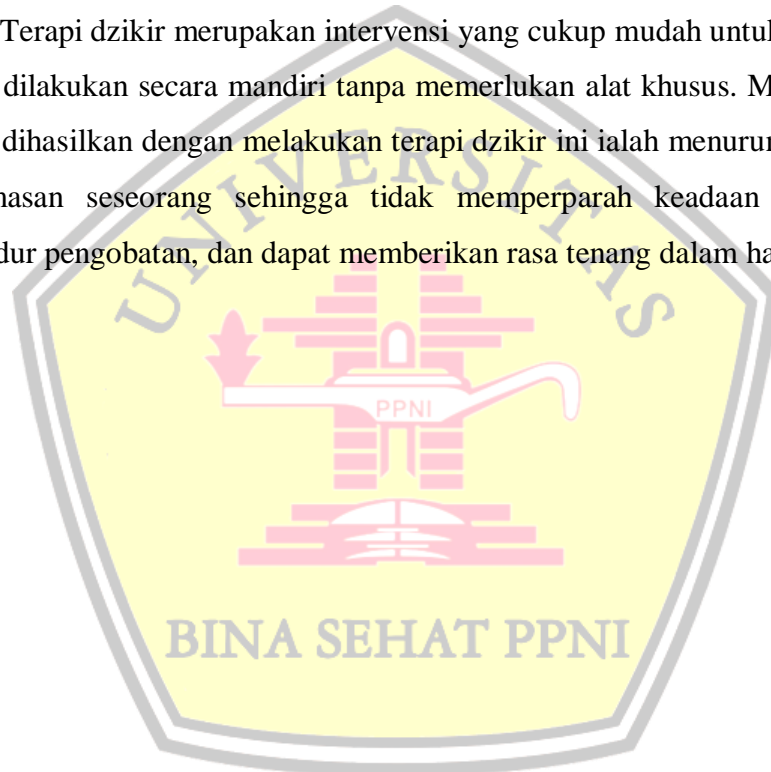 Terapi dzikir merupakan intervensi yang cukup mudah untuk
dilakukan secara mandiri tanpa memerlukan alat khusus. M
dihasilkan dengan melakukan terapi dzikir ini ialah menurun
masan seseorang sehingga tidak memperparah keadaan
dur pengobatan, dan dapat memberikan rasa tenang dalam ha
UNIVERSITAS
PPNI
BINA SEHAT PPNI